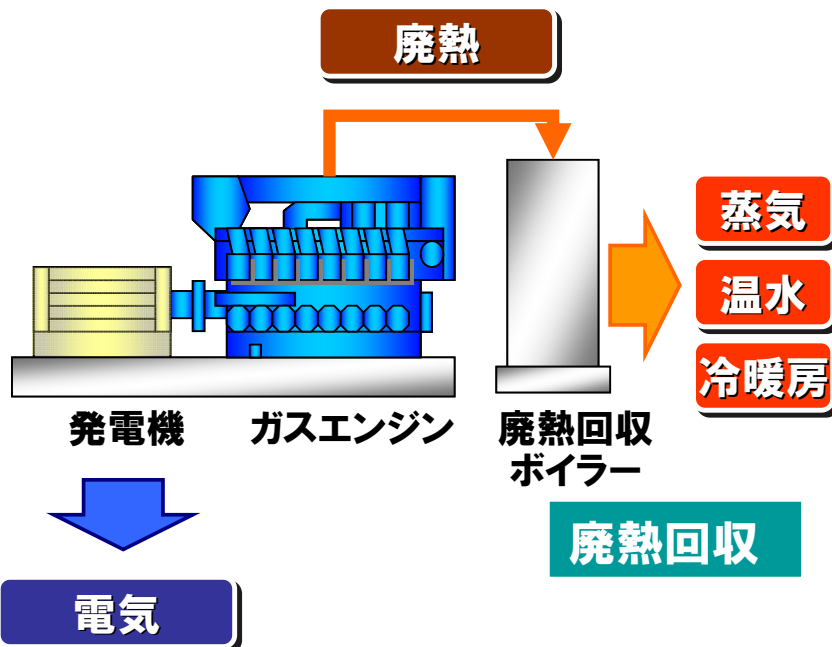 廃熱
蒸気
温水
冷暖房
発電機
ガスエンジン
廃熱回収
ボイラー
廃熱回収
電気